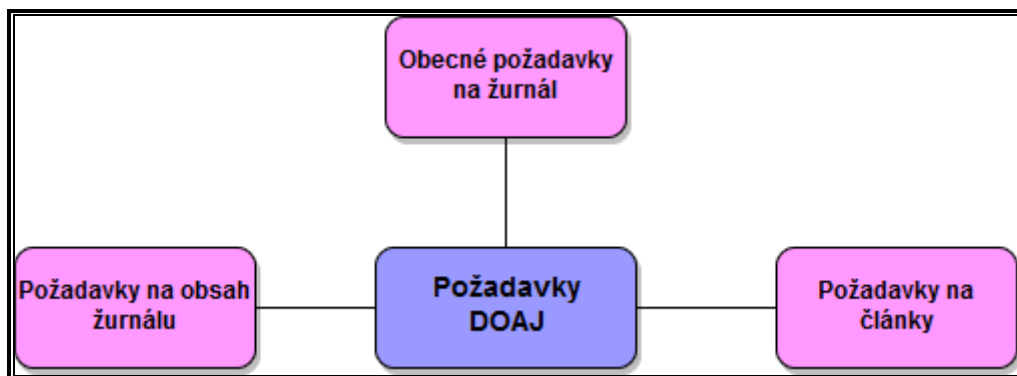 Obecné požadavky
na žurnál
Požadavky na obsah
žurnálu
Požadavky
DOAJ
Požadavky na
články